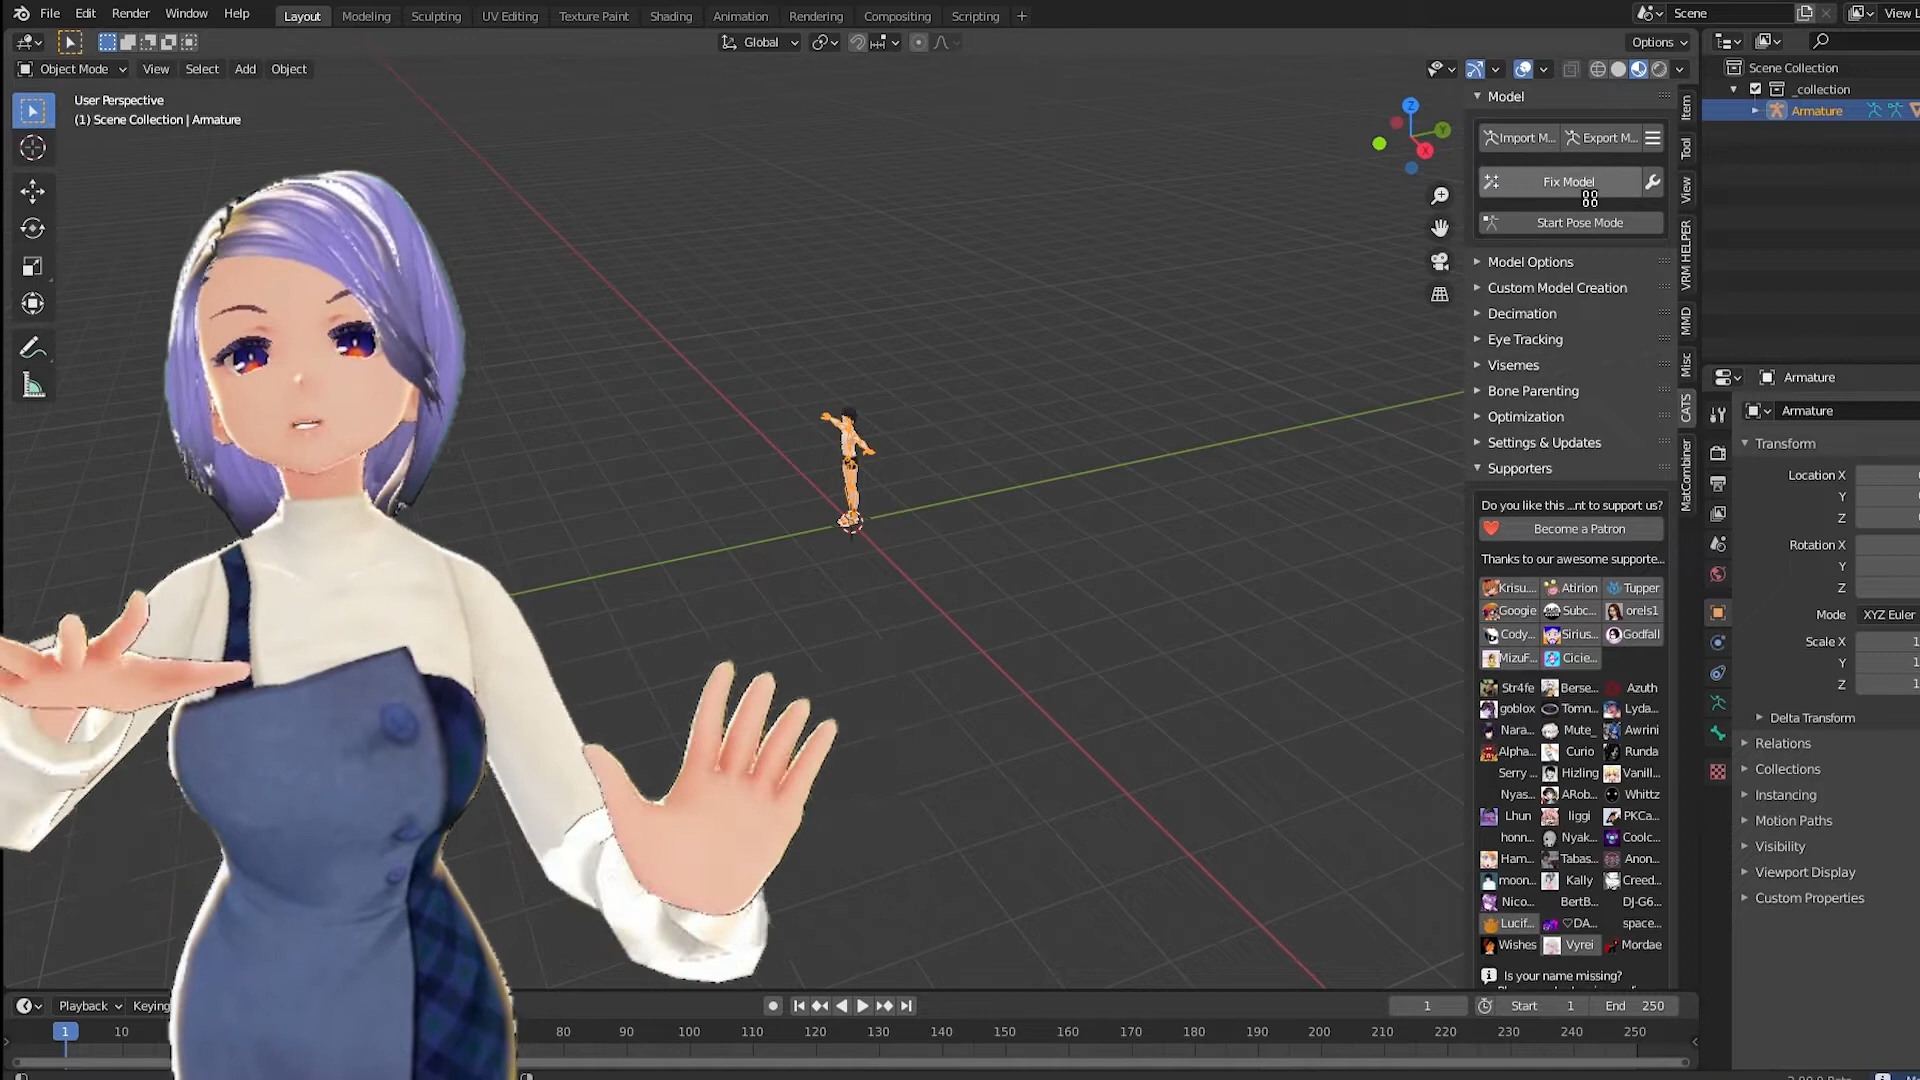 File Edit Render Window Help
Layout Modeling Sculpting UV Editing Texture Paint Shading Animation Rendering Compositing Scripting +
Scene
View L
Global
Options
Object Mode View Select Add Object
User Perspective
(1) Scene Collection | Armature
Z
Y
X
Model
Import M...
Export M...
Fix Model
Start Pose Mode
Model Options
Custom Model Creation
Decimation
Eye Tracking
Visemes
Bone Parenting
Optimization
Settings & Updates
Supporters
Do you like this ...nt to support us?
Become a Patron
Thanks to our awesome supporte...
Krisu... Atirion Tupper
Googie Subc... orels1
Cody... Sirius... Godfall
MizuF... Cicie...
Str4fe Berse... Azuth
goblox Tomn... Lyda...
Nara... Mute_ Awrini
Alpha... Curio Runda
Serry ... Hizling Vanill...
Nyas... ARob... Whittz
Lhun Iiggi PKCa...
honn... Nyak... Coolc...
Ham... Tabas... Anon...
moon... Kally Creed...
Nico... BertB... DJ-G6...
Lucif... ♡DA... space...
Wishes Vyrei Mordae
Is your name missing?
Item
Tool
View
VRM HELPER
MMD
Misc
CATS
MatCombiner
Scene Collection
_collection
Armature
Armature
Armature
Transform
Location X
Y
Z
Rotation X
Y
Z
Mode XYZ Euler
Scale X 1
Y 1
Z 1
Delta Transform
Relations
Collections
Instancing
Motion Paths
Visibility
Viewport Display
Custom Properties
Playback Keying
1 Start 1 End 250
1 10 80 90 100 110 120 130 140 150 160 170 180 190 200 210 220 230 240 250